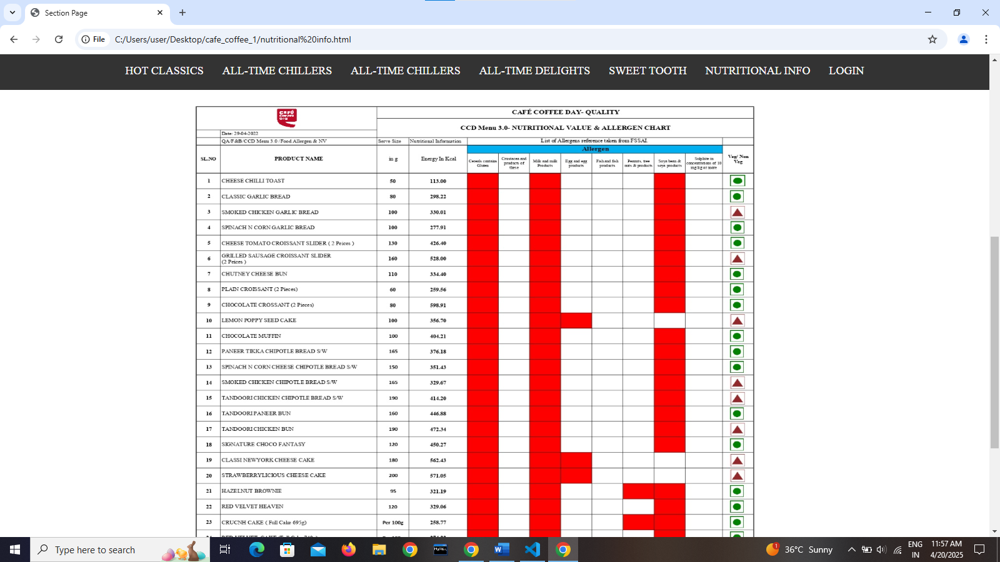 Section Page
File
C:/Users/user/Desktop/cafe_coffee_1/nutritional%20info.html
HOT CLASSICS ALL-TIME CHILLERS ALL-TIME CHILLERS ALL-TIME DELIGHTS SWEET TOOTH NUTRITIONAL INFO LOGIN
CAFÉ COFFEE DAY- QUALITY
CCD Menu 3.0- NUTRITIONAL VALUE & ALLERGEN CHART
Date: 29-04-2022
QA/F&B/CCD Menu 3.0 /Food Allergen & NV Serve Size Nutritional Information List of Allergens reference taken from FSSAI.
Allergen
SL.NO PRODUCT NAME in g Energy In Kcal
Cereals contains Gluten
Crustacea and products of these
Milk and milk Products
Egg and egg products
Fish and fish products
Peanuts, tree nuts & products
Soya bean & soya products
Sulphite in concentrations of 10 mg/kg or more
Veg/ Non Veg
1 CHEESE CHILLI TOAST 50 113.00
2 CLASSIC GARLIC BREAD 80 298.22
3 SMOKED CHICKEN GARLIC BREAD 100 330.01
4 SPINACH N CORN GARLIC BREAD 100 277.91
5 CHEESE TOMATO CROISSANT SLIDER ( 2 Peices ) 130 426.40
6 GRILLED SAUSAGE CROISSANT SLIDER (2 Peices ) 160 528.00
7 CHUTNEY CHEESE BUN 110 334.40
8 PLAIN CROISSANT (2 Pieces) 60 259.56
9 CHOCOLATE CROSSANT (2 Pieces) 80 598.91
10 LEMON POPPY SEED CAKE 100 356.70
11 CHOCOLATE MUFFIN 100 404.21
12 PANEER TIKKA CHIPOTLE BREAD S/W 165 376.18
13 SPINACH N CORN CHEESE CHIPOTLE BREAD S/W 150 351.43
14 SMOKED CHICKEN CHIPOTLE BREAD S/W 165 329.67
15 TANDOORI CHICKEN CHIPOTLE BREAD S/W 190 414.20
16 TANDOORI PANEER BUN 160 446.88
17 TANDOORI CHICKEN BUN 190 472.34
18 SIGNATURE CHOCO FANTASY 120 450.27
19 CLASSI NEWYORK CHEESE CAKE 180 562.43
20 STRAWBERRYLICIOUS CHEESE CAKE 200 571.05
21 HAZELNUT BROWNIE 95 321.19
22 RED VELVET HEAVEN 120 329.06
23 CRUCNH CAKE ( Full Cake 695g) Per 100g 258.77
Type here to search
36°C Sunny
ENG
IN
11:57 AM
4/20/2025